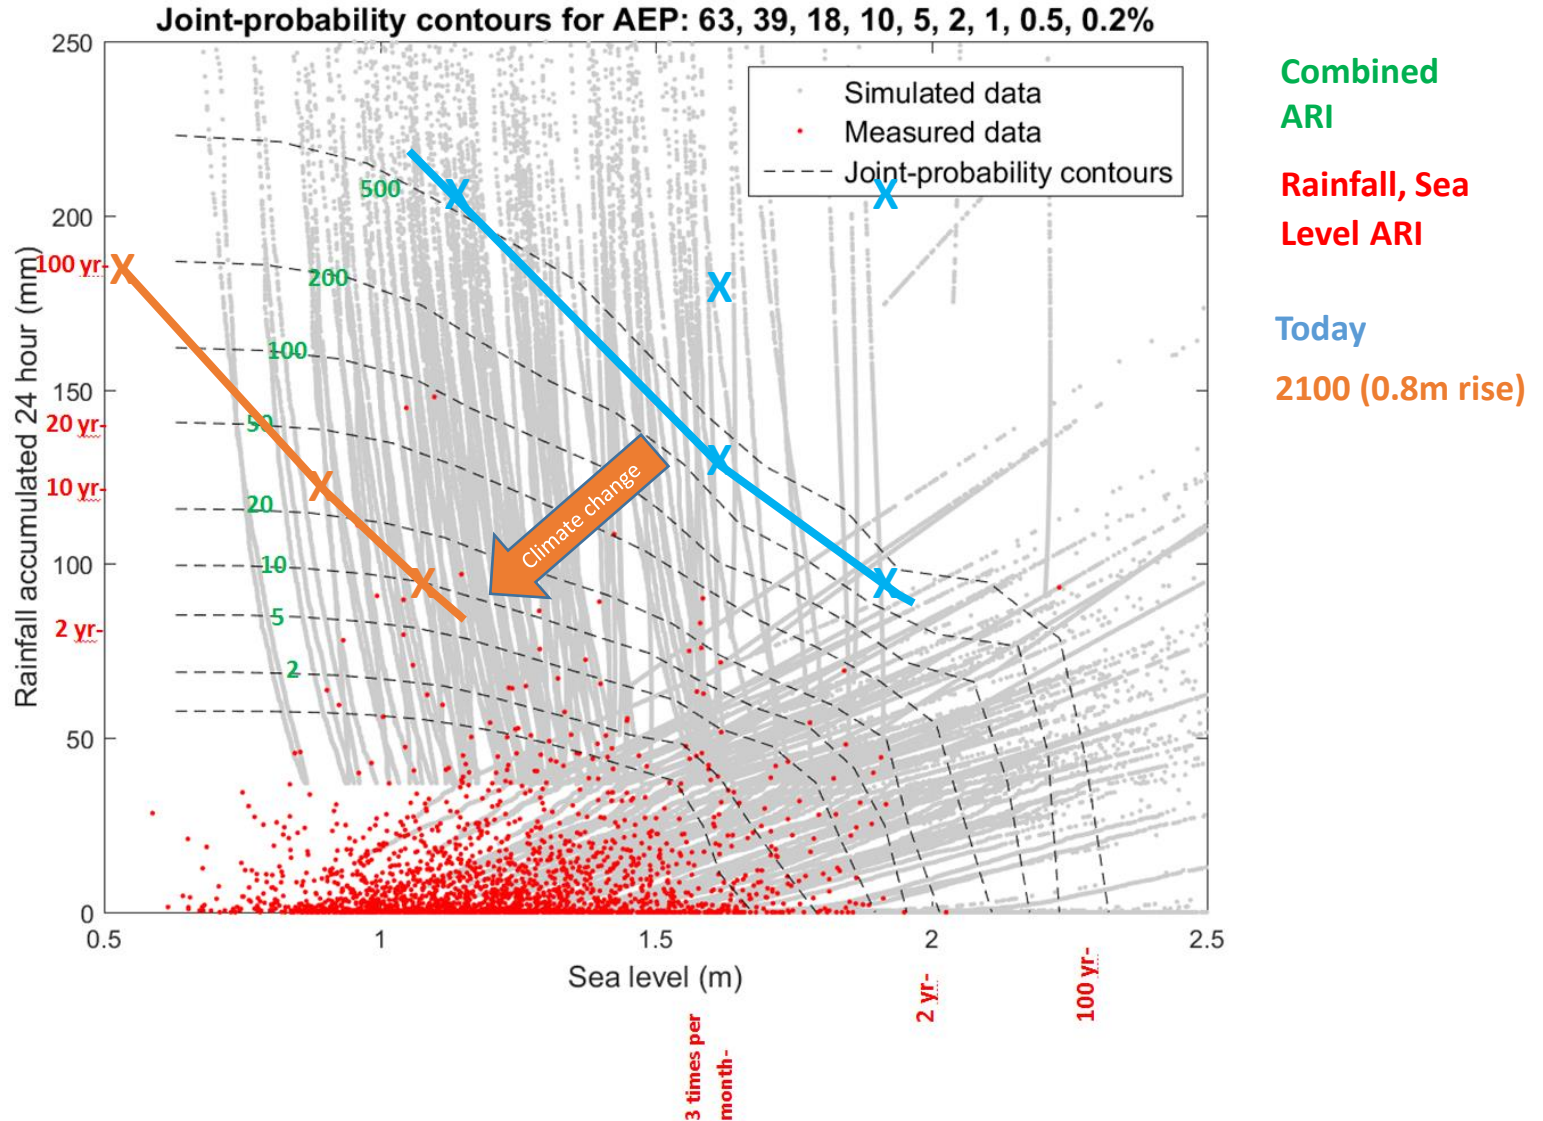 Joint-probability contours for AEP: 63, 39, 18, 10, 5, 2, 1, 0.5, 0.2%
Simulated data
Measured data
Joint-probability contours
Combined
ARI
Rainfall, Sea
Level ARI
Today
2100 (0.8m rise)
Rainfall accumulated 24 hour (mm)
250
200
150
100
50
0
100 yr-
20 yr-
10 yr-
2 yr-
500
200
100
50
20
10
5
2
X
X
X
X
X
X
X
X
Climate change
0.5
1
1.5
2
2.5
Sea level (m)
3 times per
month-
2 yr-
100 yr-